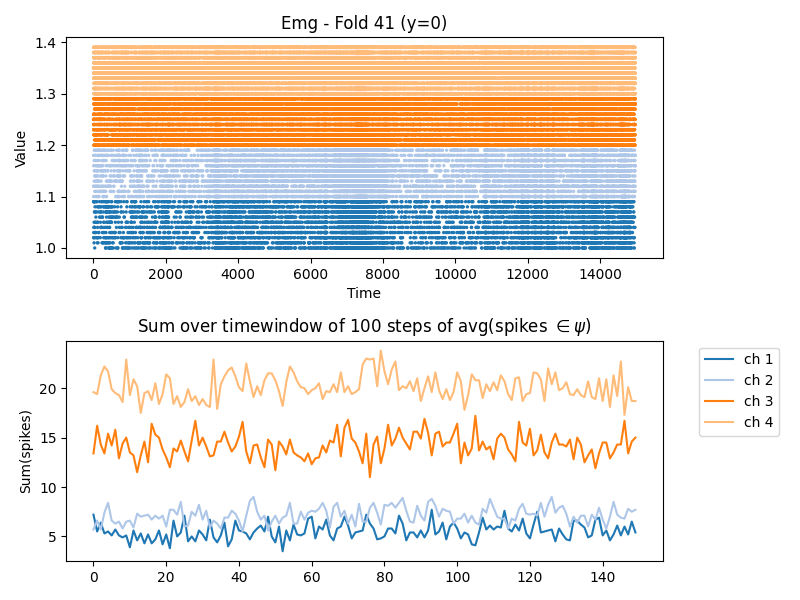 Emg - Fold 41 (y=0)
1.4
1.3
1.2
1.1
1.0
Value
0 2000 4000 6000 8000 10000 12000 14000
Time
Sum over timewindow of 100 steps of avg(spikes ∈ ψ)
20
15
10
5
Sum(spikes)
0 20 40 60 80 100 120 140
ch 1
ch 2
ch 3
ch 4